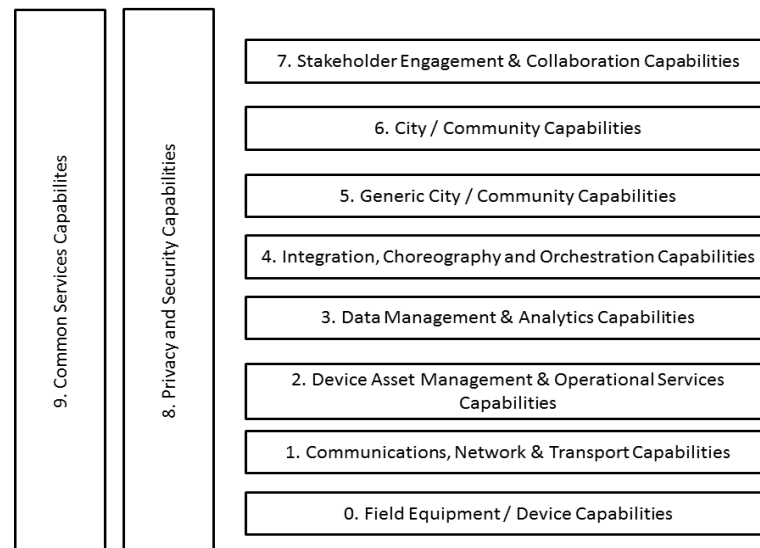 9. Common Services Capabilites
8. Privacy and Security Capabilities
7. Stakeholder Engagement & Collaboration Capabilities
6. City / Community Capabilities
5. Generic City / Community Capabilities
4. Integration, Choreography and Orchestration Capabilities
3. Data Management & Analytics Capabilities
2. Device Asset Management & Operational Services
Capabilities
1. Communications, Network & Transport Capabilities
0. Field Equipment / Device Capabilities